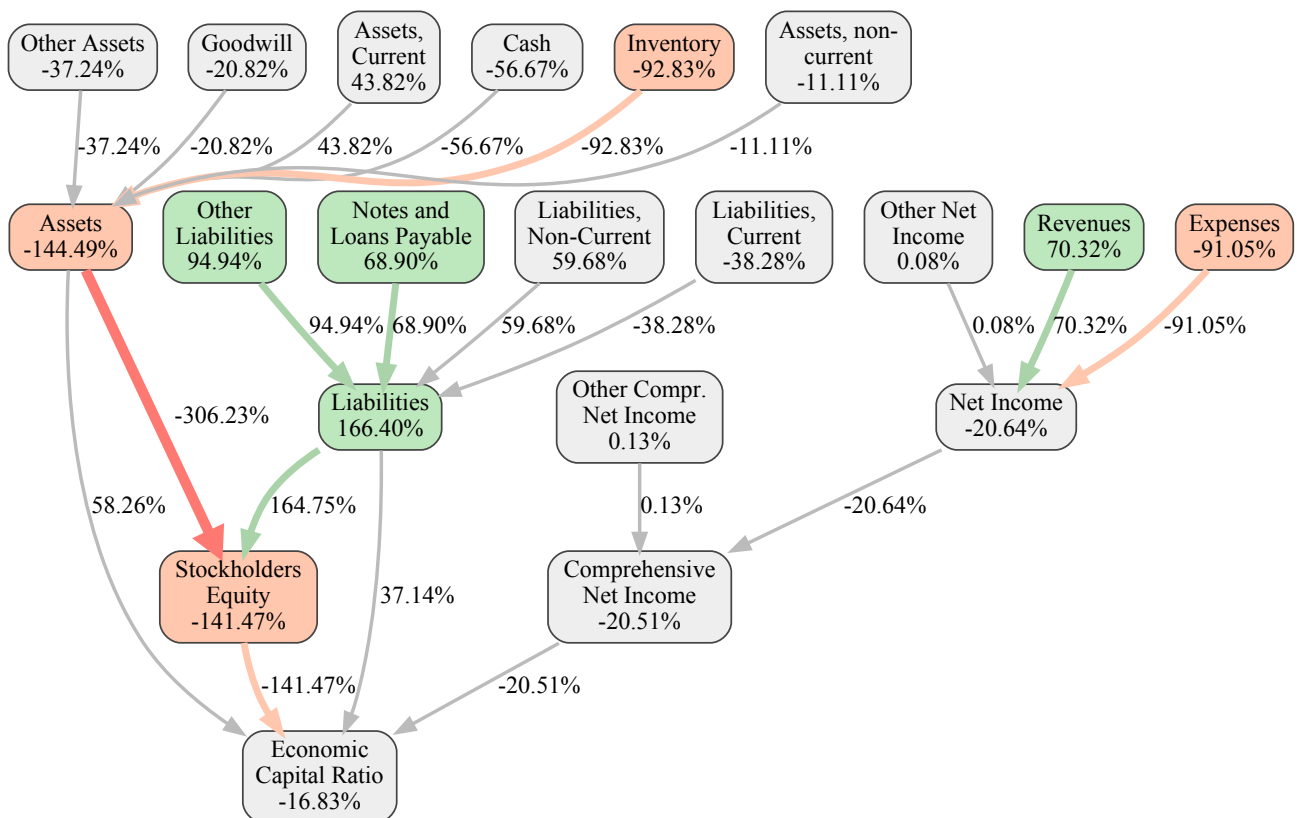 Other Assets
-37.24%
Goodwill
-20.82%
Assets,
Current
43.82%
Cash
-56.67%
Inventory
-92.83%
Assets, non-
current
-11.11%
-37.24%
-20.82%
43.82%
-56.67%
-92.83%
-11.11%
Assets
-144.49%
Other
Liabilities
94.94%
Notes and
Loans Payable
68.90%
Liabilities,
Non-Current
59.68%
Liabilities,
Current
-38.28%
Other Net
Income
0.08%
Revenues
70.32%
Expenses
-91.05%
94.94%
68.90%
59.68%
-38.28%
0.08%
70.32%
-91.05%
-306.23%
Liabilities
166.40%
Other Compr.
Net Income
0.13%
Net Income
-20.64%
58.26%
164.75%
0.13%
-20.64%
Stockholders
Equity
-141.47%
37.14%
Comprehensive
Net Income
-20.51%
-141.47%
-20.51%
Economic
Capital Ratio
-16.83%